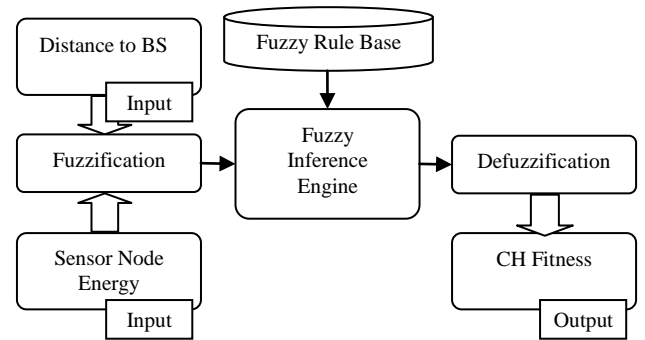 Distance to BS
Input
Fuzzy Rule Base
Fuzzification
Fuzzy
Inference
Engine
Defuzzification
Sensor Node
Energy
Input
CH Fitness
Output